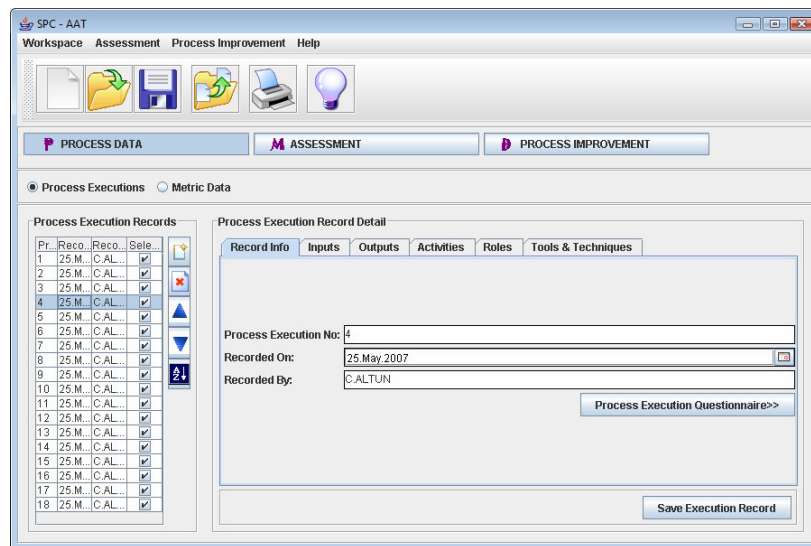 SPC - AAT
Workspace Assessment Process Improvement Help
P PROCESS DATA M ASSESSMENT PROCESS IMPROVEMENT
Process Executions Metric Data
Process Execution Records Process Execution Record Detail
Pr... Reco... Reco... Sele... Record Info Inputs Outputs Activities Roles Tools & Techniques
1 25.M... C.AL...
2 25.M... C.AL...
3 25.M... C.AL...
4 25.M... C.AL...
5 25.M... C.AL...
6 25.M... C.AL...
7 25.M... C.AL...
8 25.M... C.AL...
9 25.M... C.AL...
10 25.M... C.AL...
11 25.M... C.AL...
12 25.M... C.AL...
13 25.M... C.AL...
14 25.M... C.AL...
15 25.M... C.AL...
16 25.M... C.AL...
17 25.M... C.AL...
18 25.M... C.AL...
A
Z
Process Execution No: 4
Recorded On: 25.May.2007
Recorded By: C.ALTUN
Process Execution Questionnaire>>
Save Execution Record